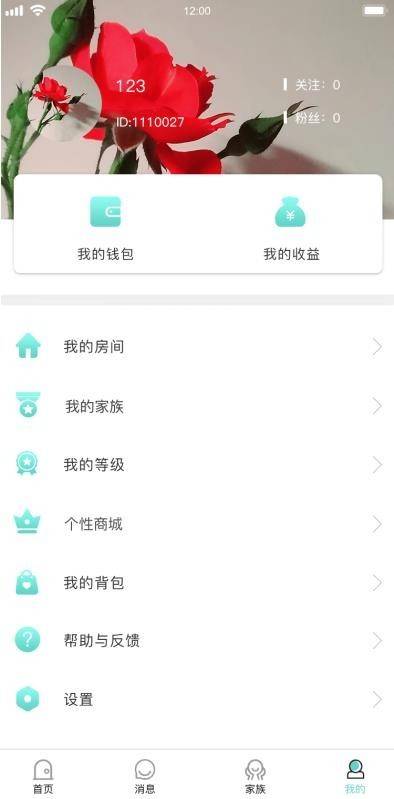 12:00
123
关注：0
ID:1110027
粉丝：0
¥
我的钱包
我的收益
我的房间
我的家族
我的等级
个性商城
我的背包
?
帮助与反馈
设置
首页
消息
家族
我的